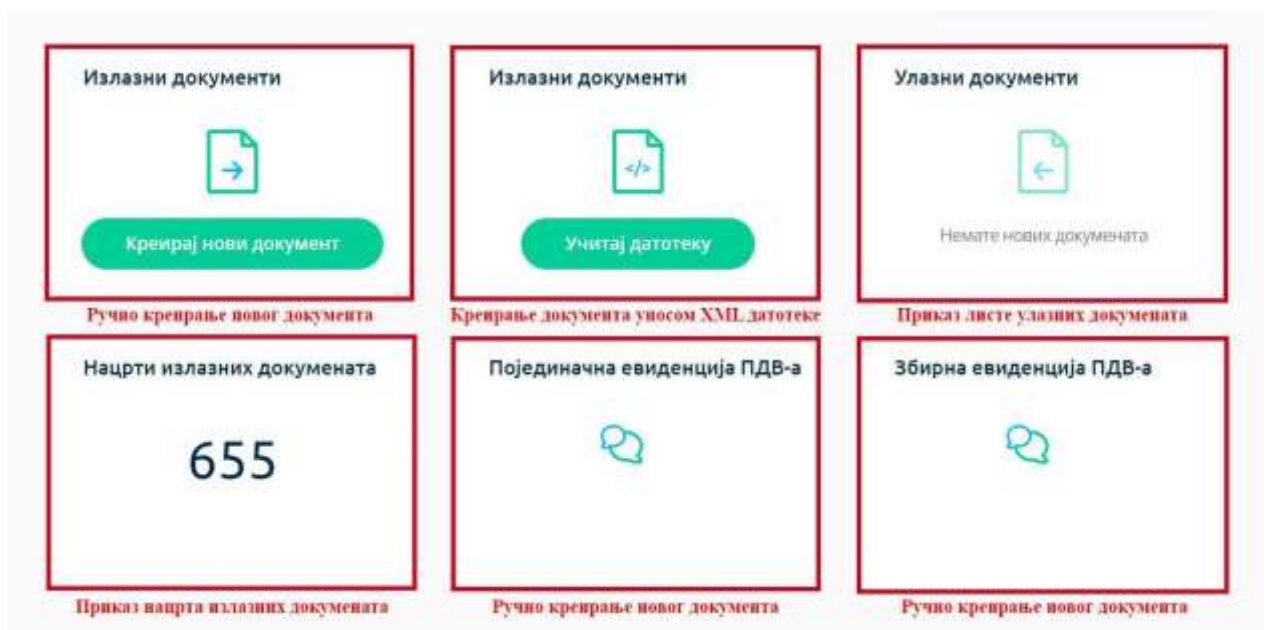 Излазни документи
Излазни документи
Улазни документи
</>
Креирај нови документ
Учитај датотеку
Немате нових докумената
Ручно креирање новог документа
Креирање документа уносом XML датотеке
Приказ листе улазних докумената
Нацрти излазних докумената
Појединачна евиденција ПДВ-а
Збирна евиденција ПДВ-а
655
Приказ нацрта излазних докумената
Ручно креирање новог документа
Ручно креирање новог документа